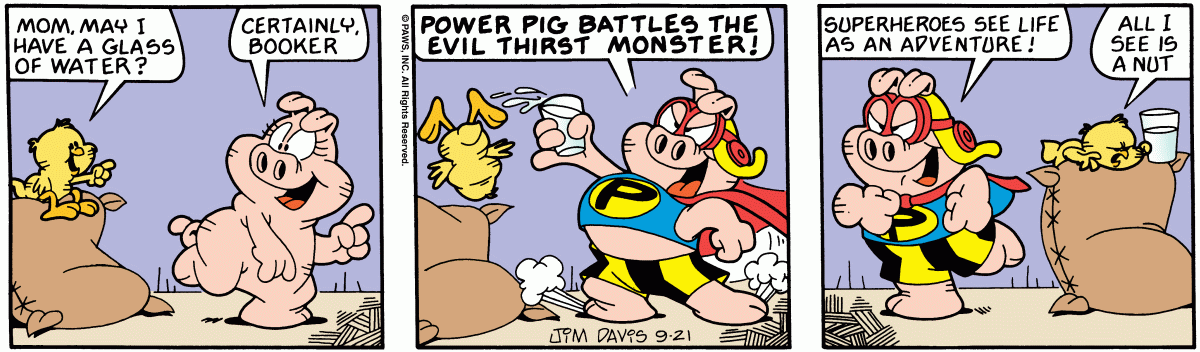 MOM, MAY I
HAVE A GLASS
OF WATER?
CERTAINLY,
BOOKER
© PAWS, INC. All Rights Reserved.
POWER PIG BATTLES THE
EVIL THIRST MONSTER!
P
JIM DAVIS 9-21
SUPERHEROES SEE LIFE
AS AN ADVENTURE!
ALL I
SEE IS
A NUT
P